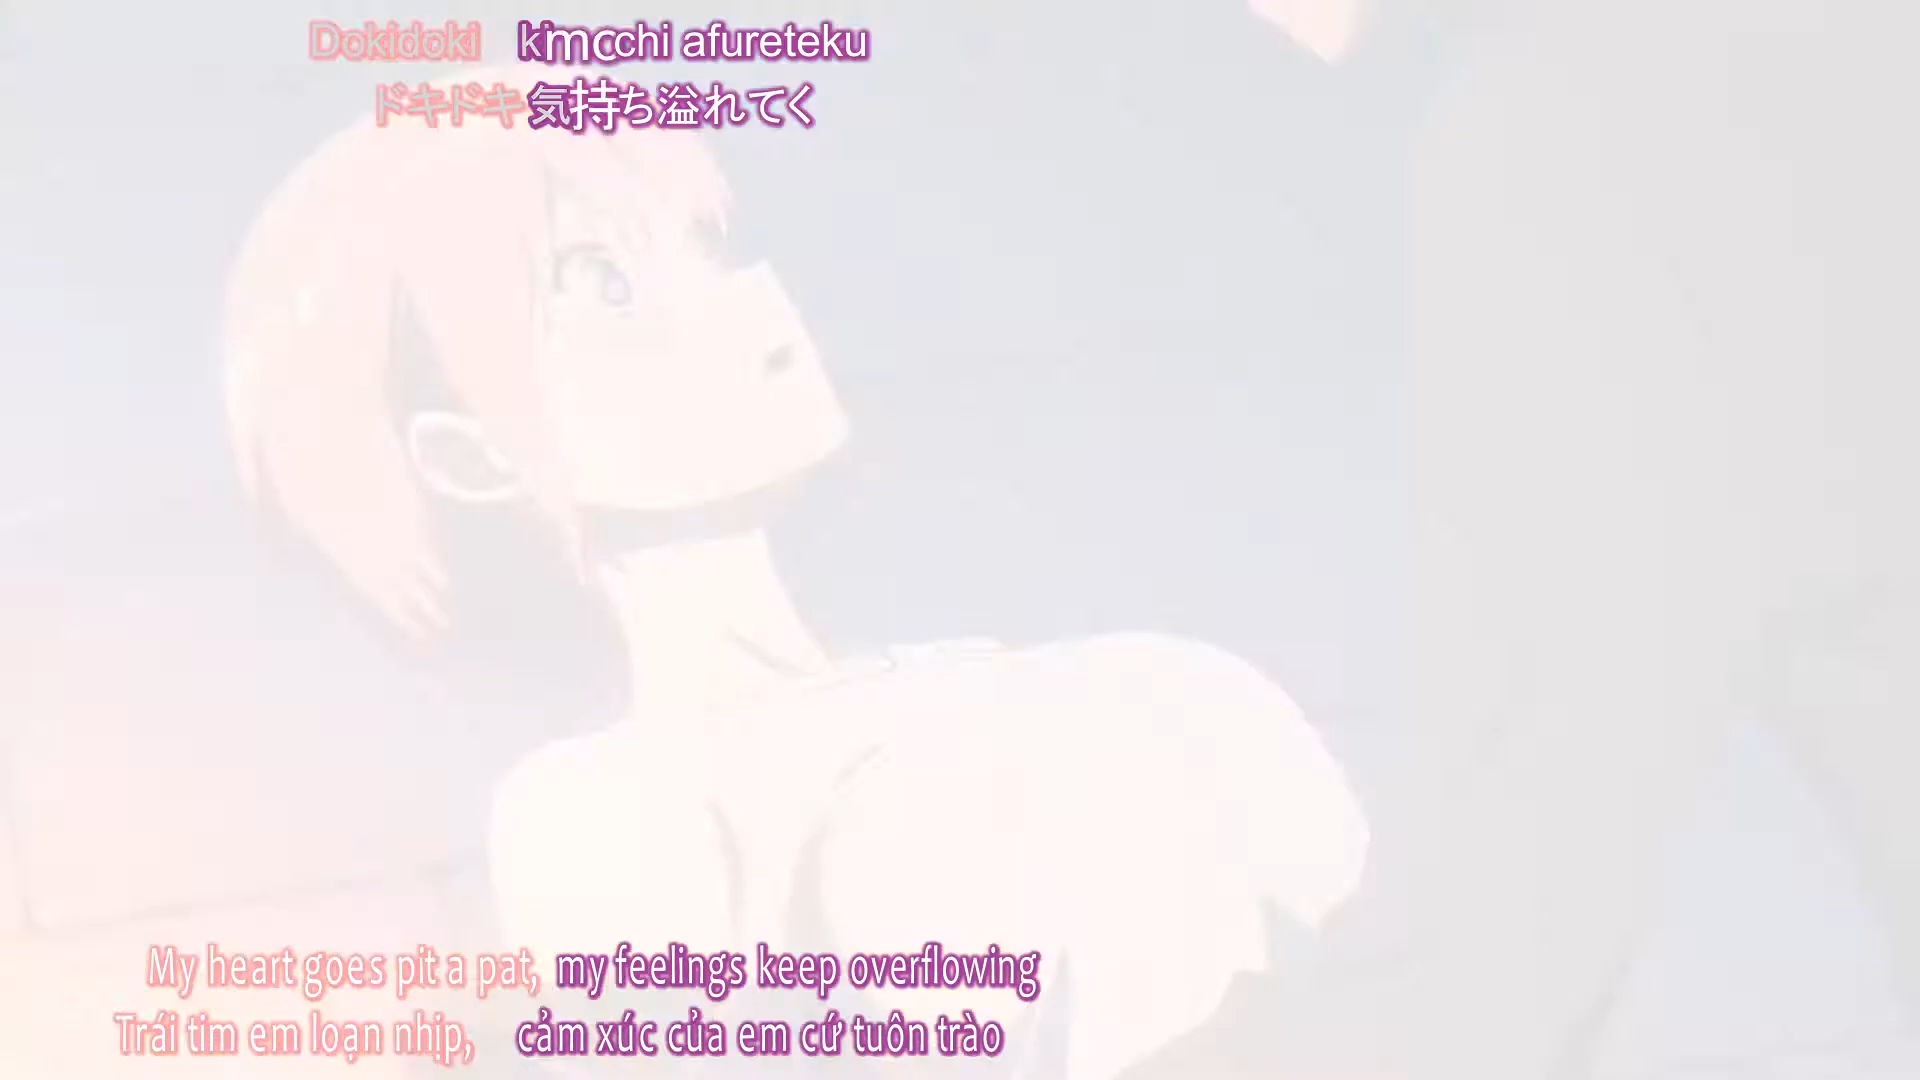 Dokidoki kimochi afureteku
ドキドキ 気持ち溢れてく
My heart goes pit a pat, my feelings keep overflowing
Trái tim em loạn nhịp, cảm xúc của em cứ tuôn trào